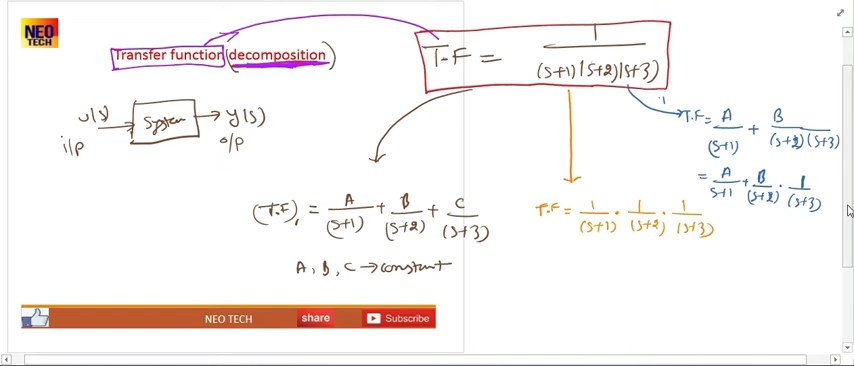 NEO
TECH
Transfer function (decomposition)
T.F = 1
(s+1)(s+2)(s+3)
u(s) → System → y(s)
i/p
o/p
T.F = A/(s+1) + B/(s+2)(s+3)
= A/s+1 + B/(s+2) . 1/(s+3)
(T.F), = A/(s+1) + B/(s+2) + C/(s+3)
T.F = 1/(s+1) . 1/(s+2) . 1/(s+3)
A, B, C → constant
NEO TECH share Subscribe